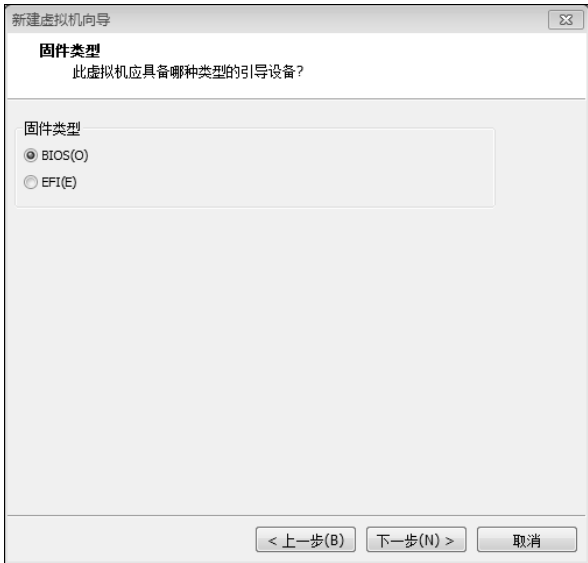 新建虚拟机向导
固件类型
此虚拟机应具备哪种类型的引导设备?
固件类型
BIOS(O)
EFI(E)
< 上一步(B) 下一步(N) > 取消